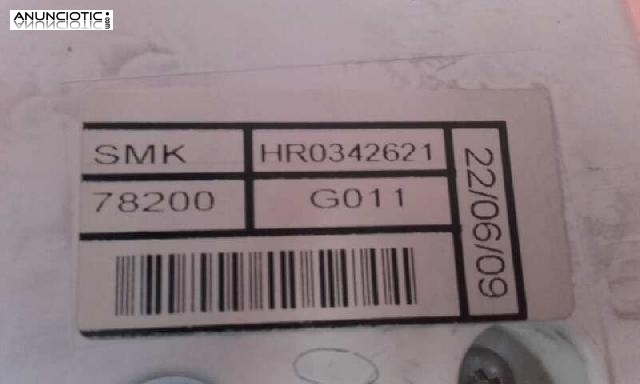 ANUNCIOTIC.com
SMK HR0342621
78200 G011
22/06/09